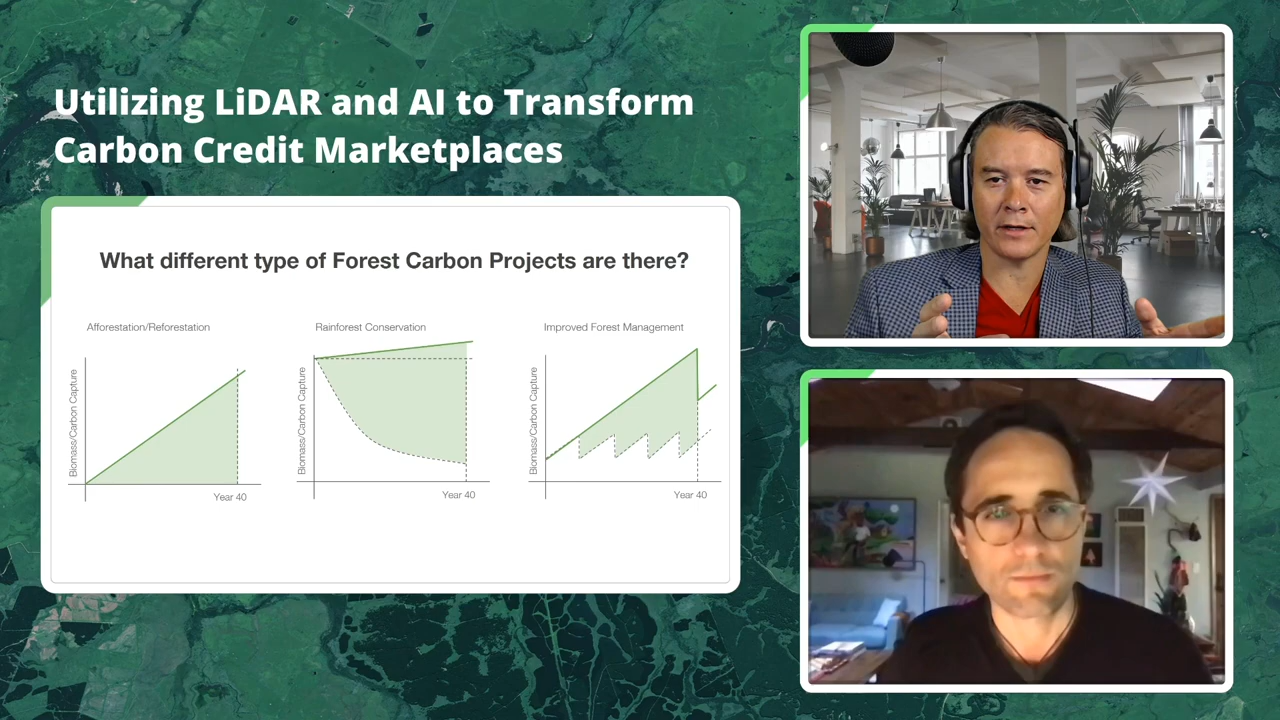 Utilizing LiDAR and AI to Transform
Carbon Credit Marketplaces
What different type of Forest Carbon Projects are there?
Afforestation/Reforestation
Biomass/Carbon Capture
Year 40
Rainforest Conservation
Biomass/Carbon Capture
Year 40
Improved Forest Management
Biomass/Carbon Capture
Year 40